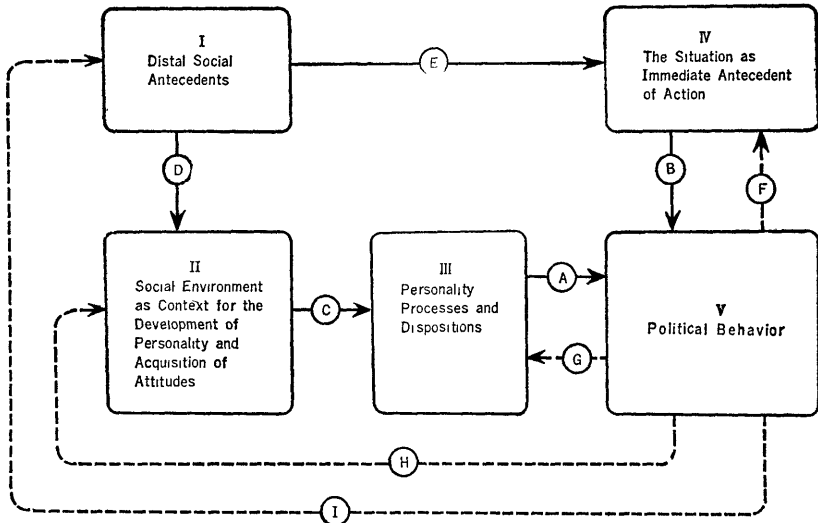 I
Distal Social
Antecedents
E
IV
The Situation as
Immediate Antecedent
of Action
D
B
F
II
Social Environment
as Context for the
Development of
Personality and
Acquisition of
Attitudes
C
III
Personality
Processes and
Dispositions
A
G
V
Political Behavior
H
I